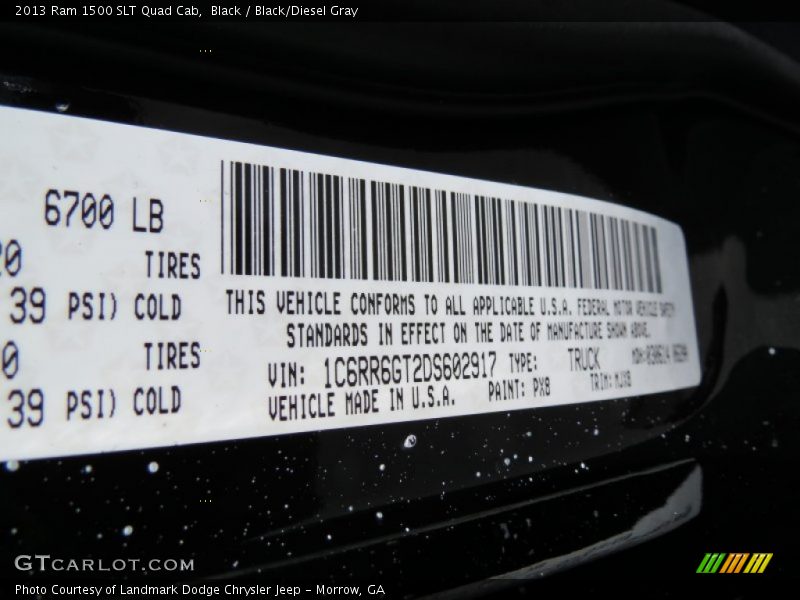 2013 Ram 1500 SLT Quad Cab,  Black / Black/Diesel Gray
6700 LB
20 TIRES
39 PSI) COLD
0 TIRES
39 PSI) COLD
THIS VEHICLE CONFORMS TO ALL APPLICABLE U.S.A. FEDERAL MOTOR VEHICLE SAFETY
STANDARDS IN EFFECT ON THE DATE OF MANUFACTURE SHOWN ABOVE.
VIN: 1C6RR6GT2DS602917 TYPE: TRUCK
VEHICLE MADE IN U.S.A. PAINT: PX8 TRIM:
GTCARLOT.COM
Photo Courtesy of Landmark Dodge Chrysler Jeep - Morrow, GA